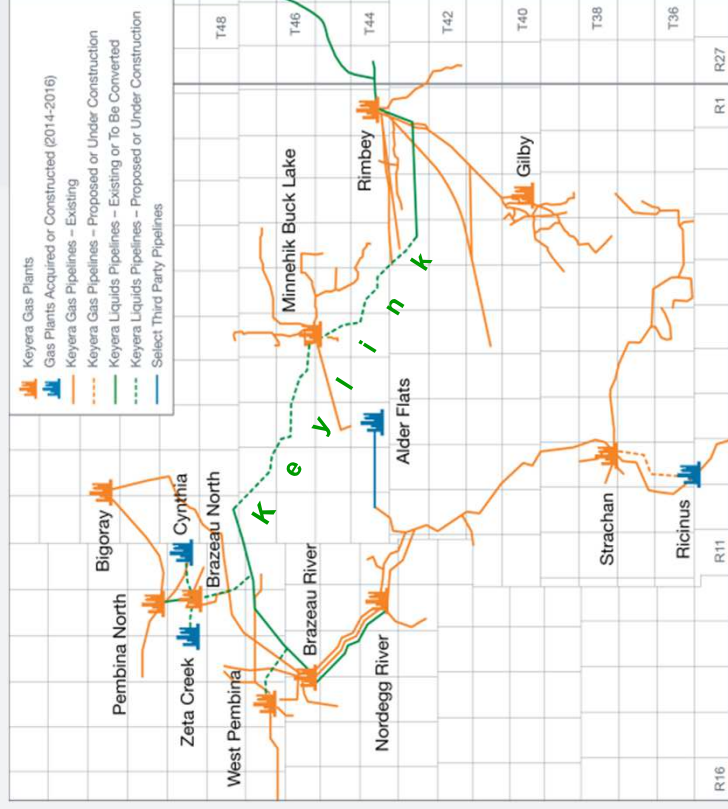 Keyera Gas Plants
Gas Plants Acquired or Constructed (2014-2016)
Keyera Gas Pipelines – Existing
Keyera Gas Pipelines – Proposed or Under Construction
Keyera Liquids Pipelines – Existing or To Be Converted
Keyera Liquids Pipelines – Proposed or Under Construction
Select Third Party Pipelines
T48
T46
T44
T42
T40
T38
T36
R27
R1
R11
R16
Rimbey
Gilby
Minnehik Buck Lake
Keylink
Alder Flats
Bigoray
Cynthia
Brazeau North
Pembina North
Zeta Creek
West Pembina
Brazeau River
Nordegg River
Strachan
Ricinus